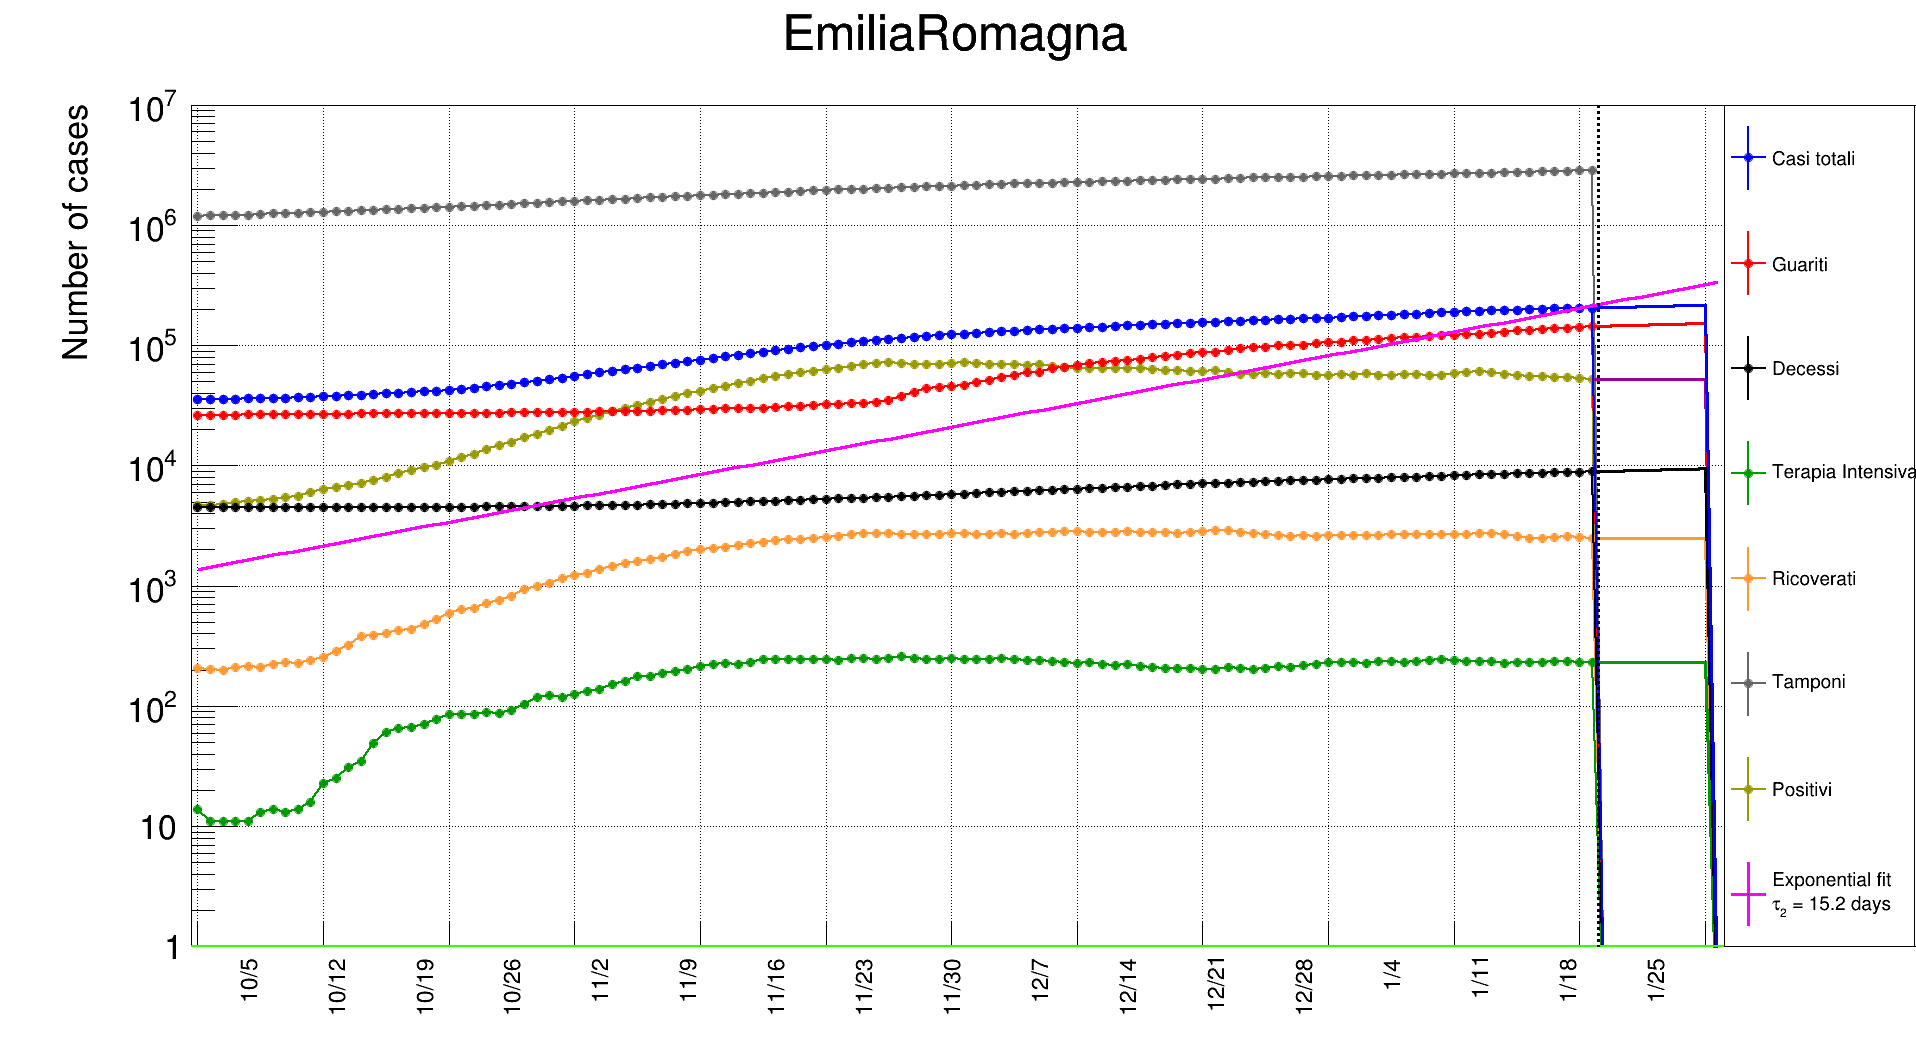 EmiliaRomagna
Number of cases
10^7
10^6
10^5
10^4
10^3
10^2
10
1
10/5
10/12
10/19
10/26
11/2
11/9
11/16
11/23
11/30
12/7
12/14
12/21
12/28
1/4
1/11
1/18
1/25
Casi totali
Guariti
Decessi
Terapia Intensiva
Ricoverati
Tamponi
Positivi
Exponential fit
τ₂ = 15.2 days